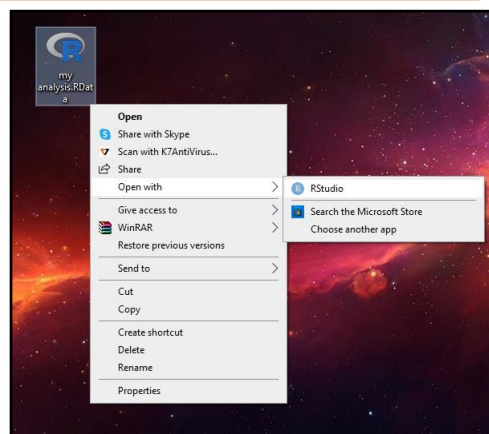 my
analysis.RDat
a
Open
Share with Skype
Scan with K7AntiVirus...
Share
Open with
RStudio
Search the Microsoft Store
Choose another app
Give access to
WinRAR
Restore previous versions
Send to
Cut
Copy
Create shortcut
Delete
Rename
Properties